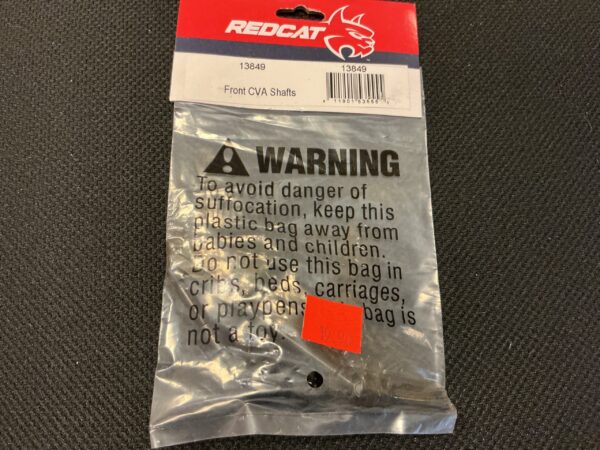 REDCAT
13849 13849
Front CVA Shafts
WARNING
To avoid danger of
suffocation, keep this
plastic bag away from
babies and children.
Do not use this bag in
cribs, beds, carriages,
or playpens. bag is
not a toy.